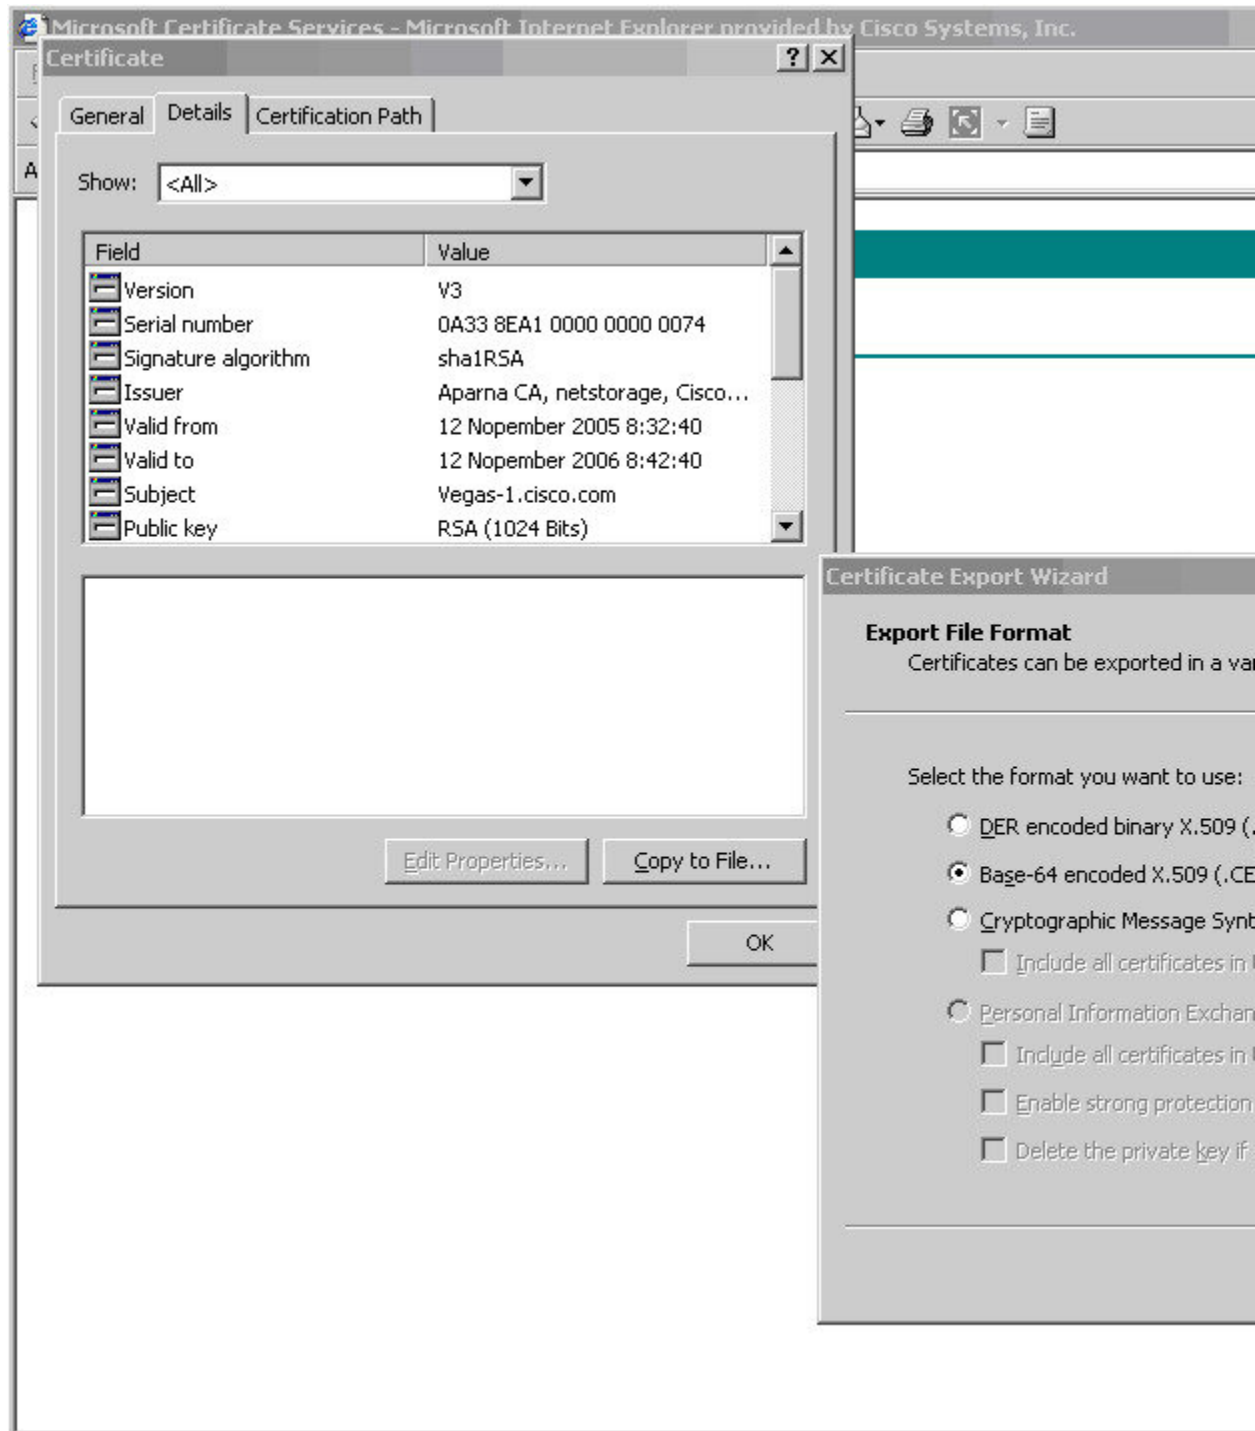 Microsoft Certificate Services - Microsoft Internet Explorer provided by Cisco Systems, Inc.
Certificate
General Details Certification Path
A
Show: <All>
Field Value
Version V3
Serial number 0A33 8EA1 0000 0000 0074
Signature algorithm sha1RSA
Issuer Aparna CA, netstorage, Cisco...
Valid from 12 Nopember 2005 8:32:40
Valid to 12 Nopember 2006 8:42:40
Subject Vegas-1.cisco.com
Public key RSA (1024 Bits)
Edit Properties... Copy to File...
OK
Certificate Export Wizard
Export File Format
Certificates can be exported in a var
Select the format you want to use:
DER encoded binary X.509 (.
Base-64 encoded X.509 (.CE
Cryptographic Message Synt
Include all certificates in
Personal Information Exchan
Include all certificates in
Enable strong protection
Delete the private key if